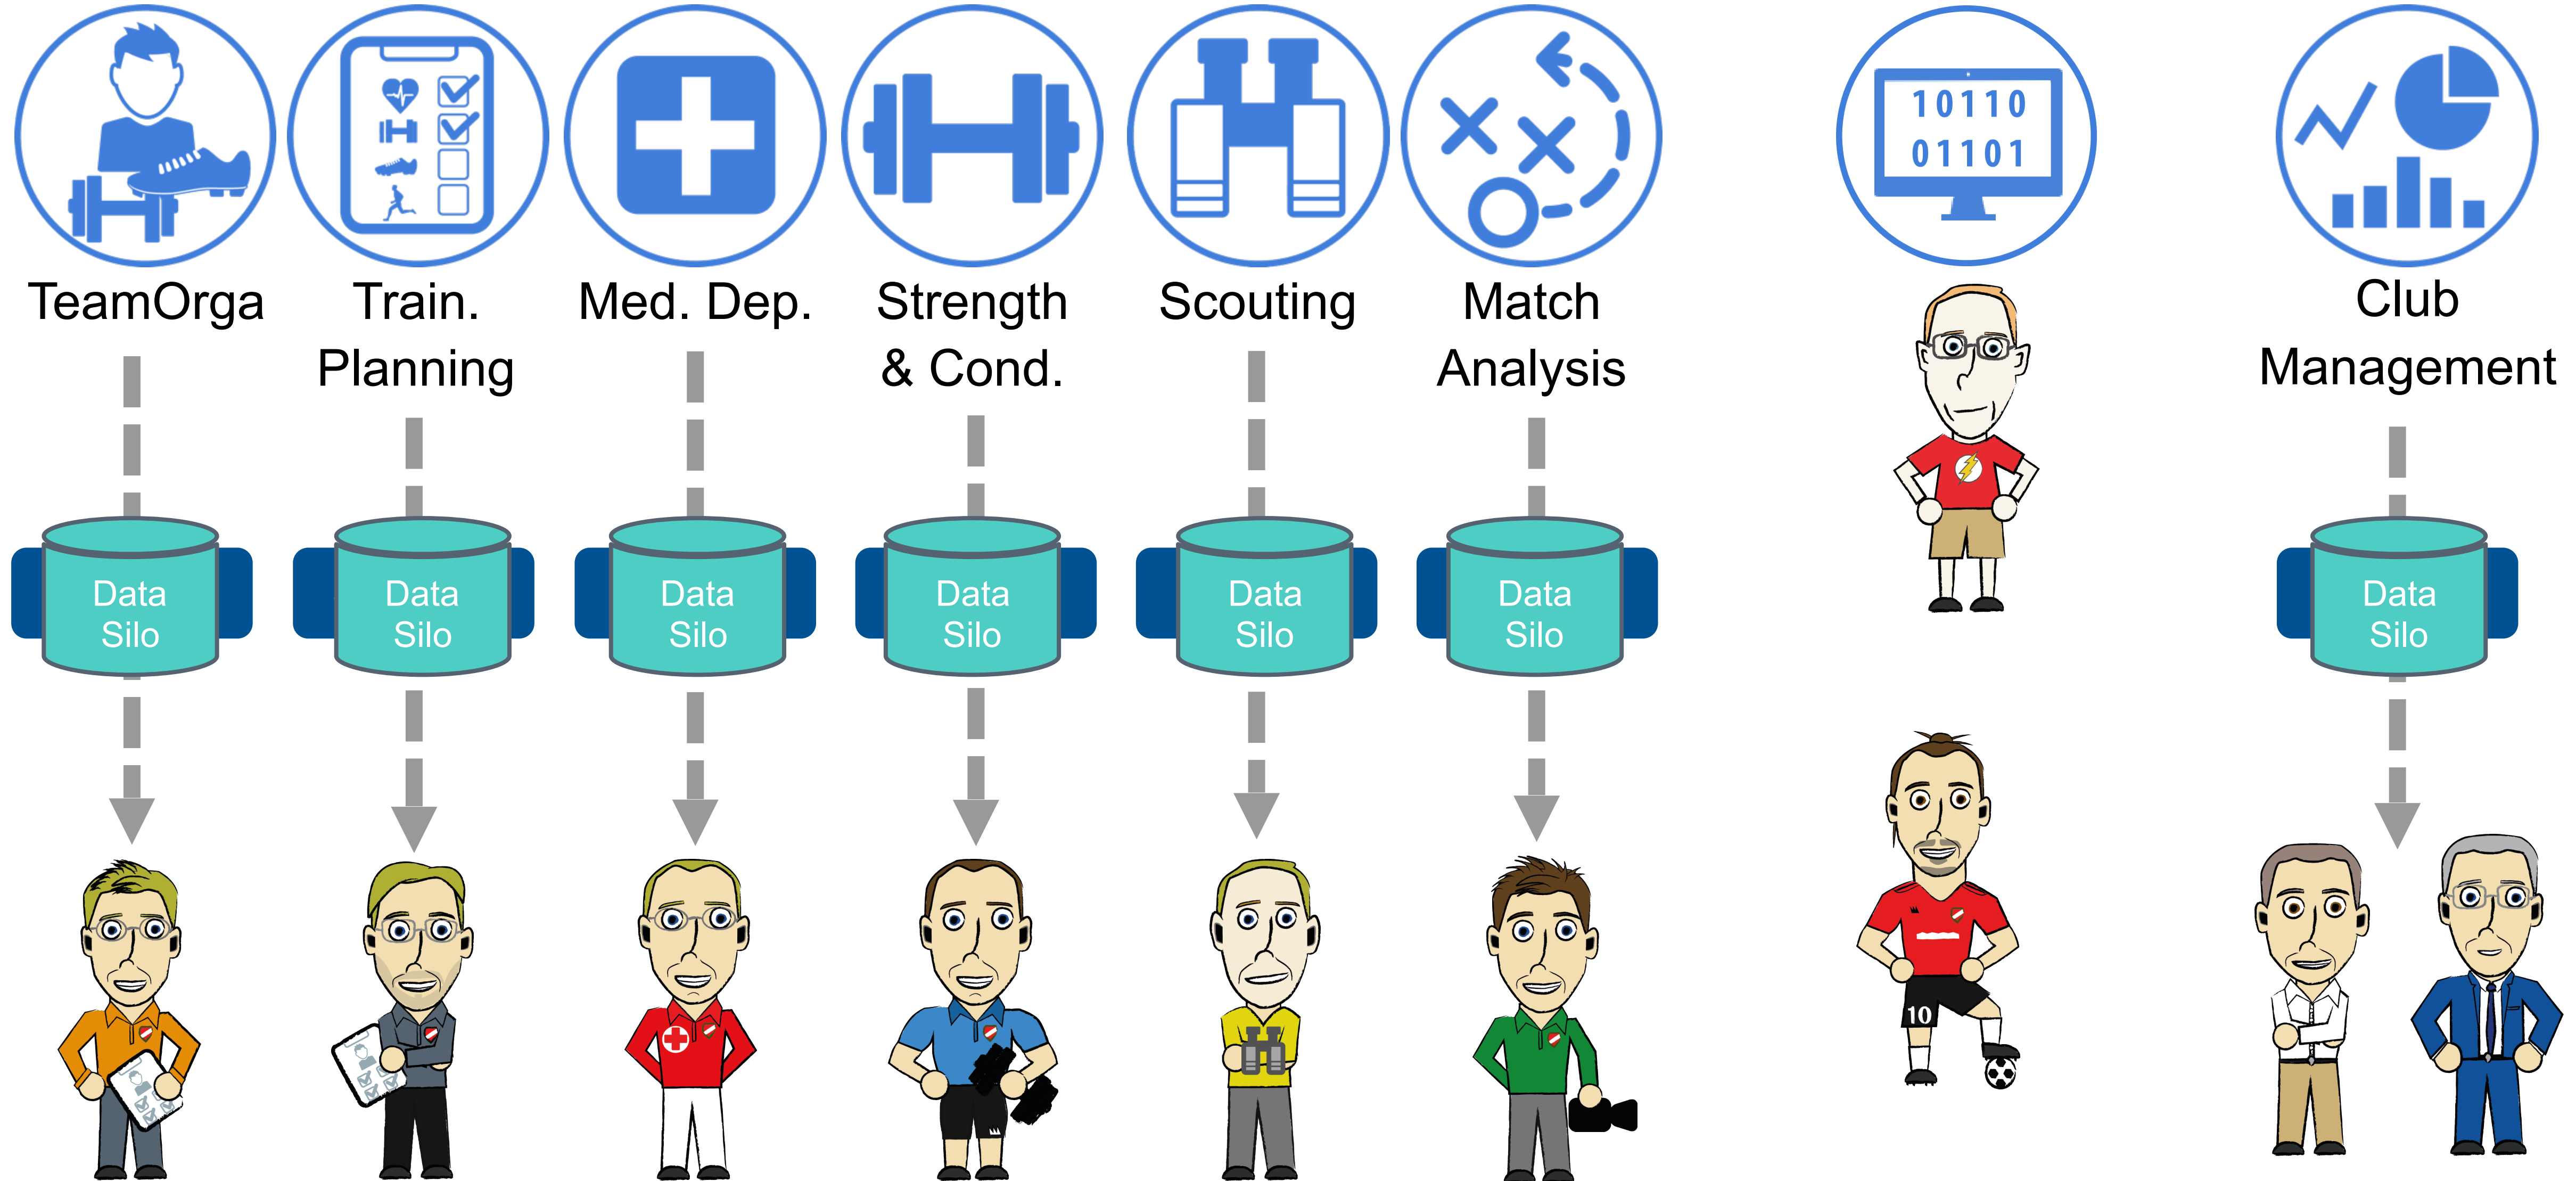 10110
01101
TeamOrga
Train.
Planning
Med. Dep.
Strength
& Cond.
Scouting
Match
Analysis
Club
Management
Data
Silo
Data
Silo
Data
Silo
Data
Silo
Data
Silo
Data
Silo
Data
Silo
10